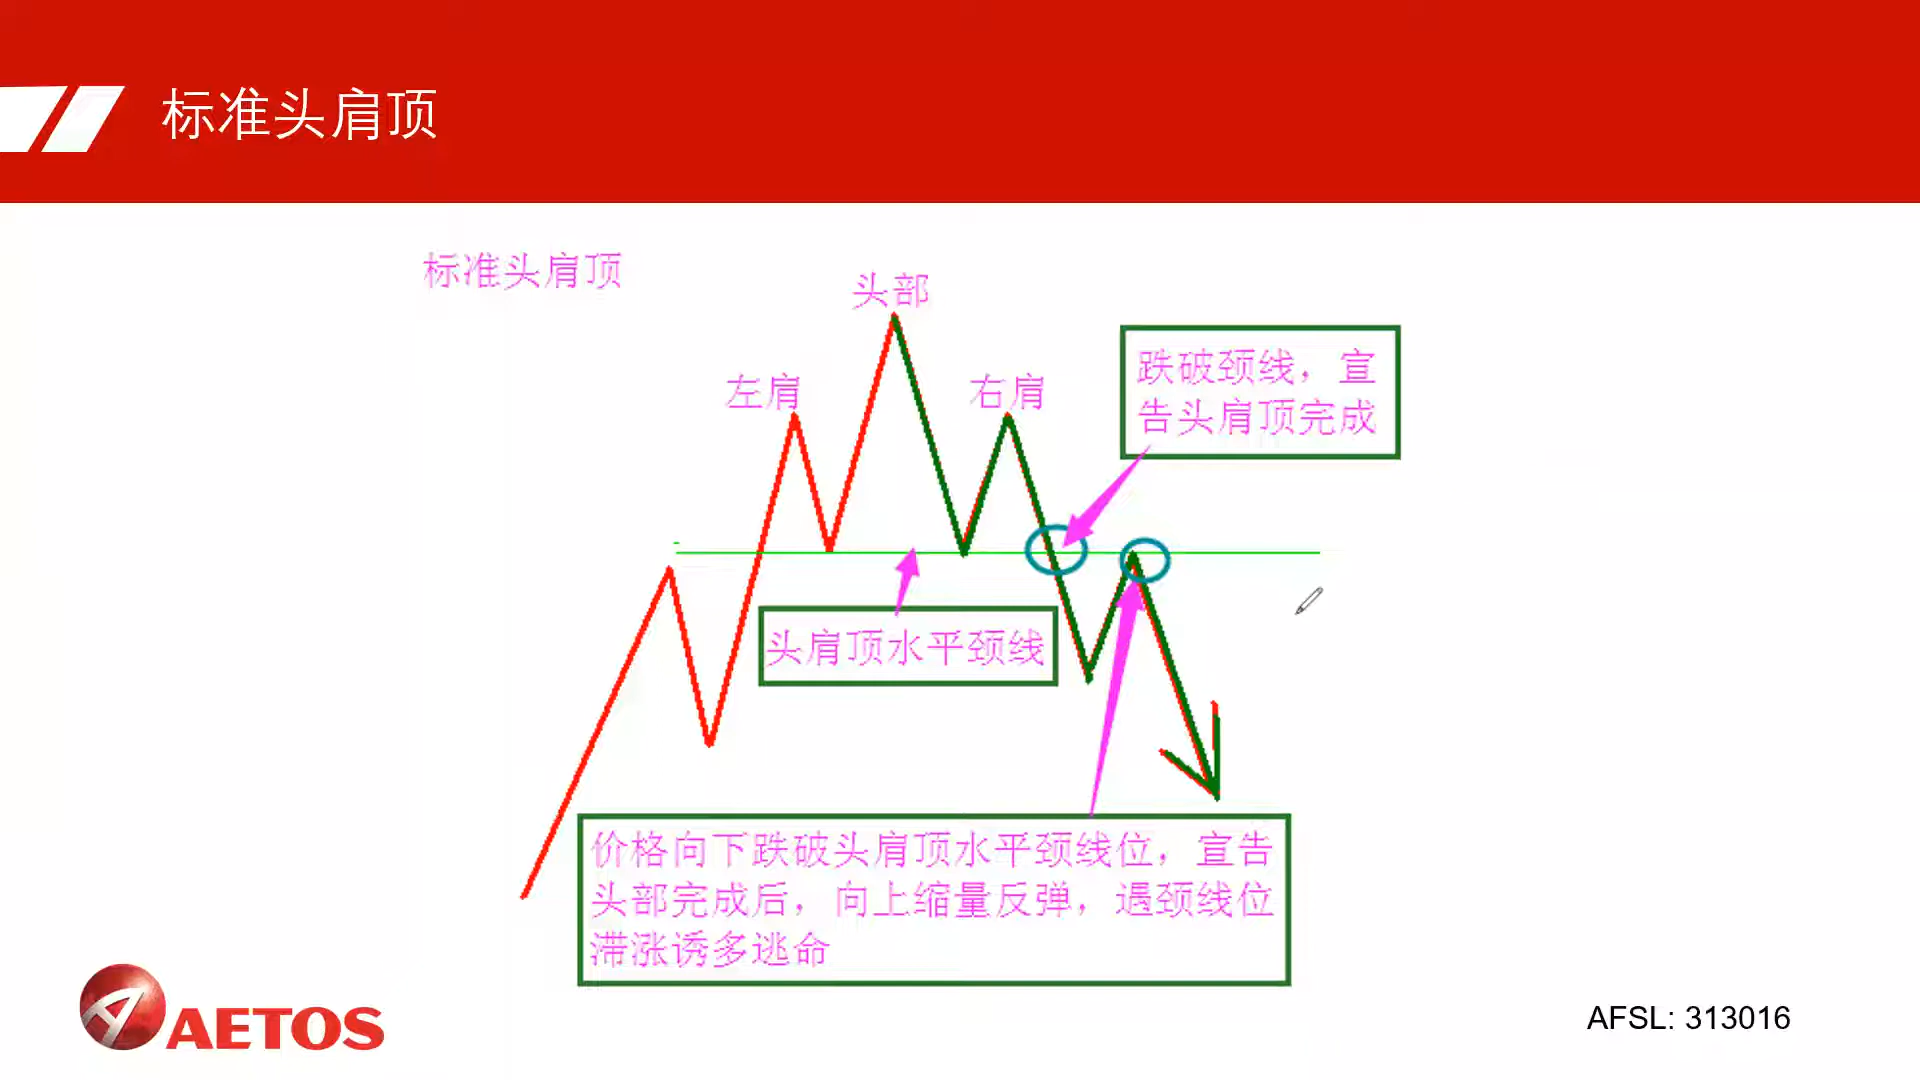 标准头肩顶
标准头肩顶
头部
左肩
右肩
跌破颈线，宣
告头肩顶完成
头肩顶水平颈线
价格向下跌破头肩顶水平颈线位，宣告
头部完成后，向上缩量反弹，遇颈线位
滞涨诱多逃命
AETOS
AFSL: 313016